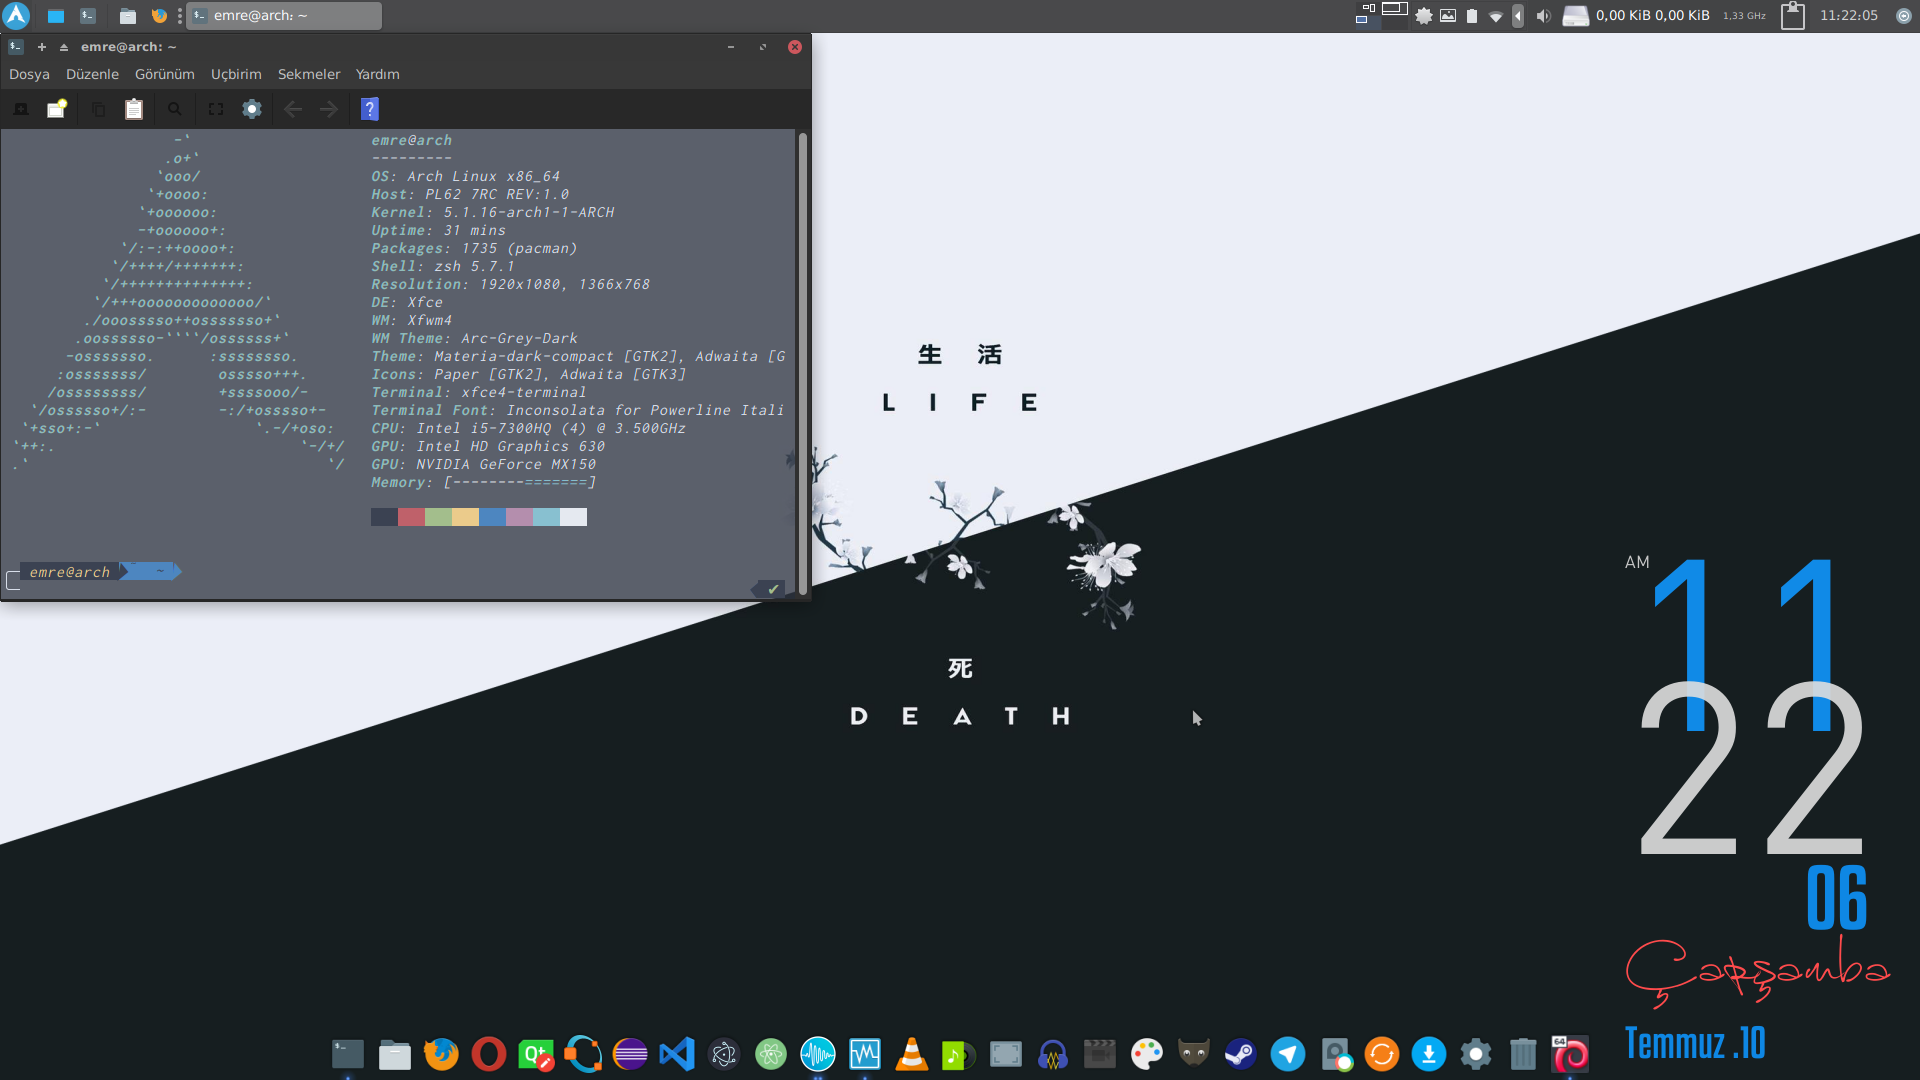 emre@arch: ~
0,00 KiB 0,00 KiB
1,33 GHz
11:22:05
emre@arch: ~
Dosya Düzenle Görünüm Uçbirim Sekmeler Yardım
emre@arch
---------
OS: Arch Linux x86_64
Host: PL62 7RC REV:1.0
Kernel: 5.1.16-arch1-1-ARCH
Uptime: 31 mins
Packages: 1735 (pacman)
Shell: zsh 5.7.1
Resolution: 1920x1080, 1366x768
DE: Xfce
WM: Xfwm4
WM Theme: Arc-Grey-Dark
Theme: Materia-dark-compact [GTK2], Adwaita [G
Icons: Paper [GTK2], Adwaita [GTK3]
Terminal: xfce4-terminal
Terminal Font: Inconsolata for Powerline Itali
CPU: Intel i5-7300HQ (4) @ 3.500GHz
GPU: Intel HD Graphics 630
GPU: NVIDIA GeForce MX150
Memory: [--------=======]
emre@arch ~
生 活
LIFE
死
DEATH
AM
11
22
06
Çarşamba
Temmuz .10
Qt
64